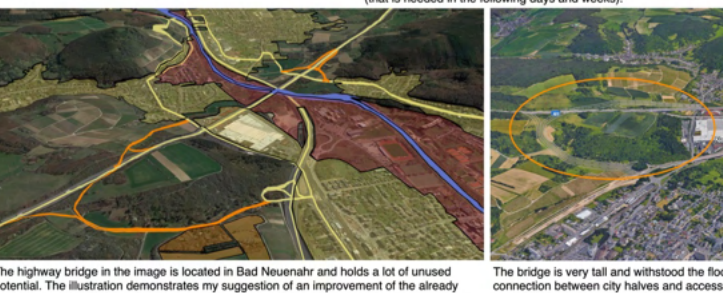 (that is needed in the following days and weeks).
he highway bridge in the image is located in Bad Neuenahr and holds a lot of unused
otential. The illustration demonstrates my suggestion of an improvement of the already
The bridge is very tall and withstood the floo
connection between city halves and access